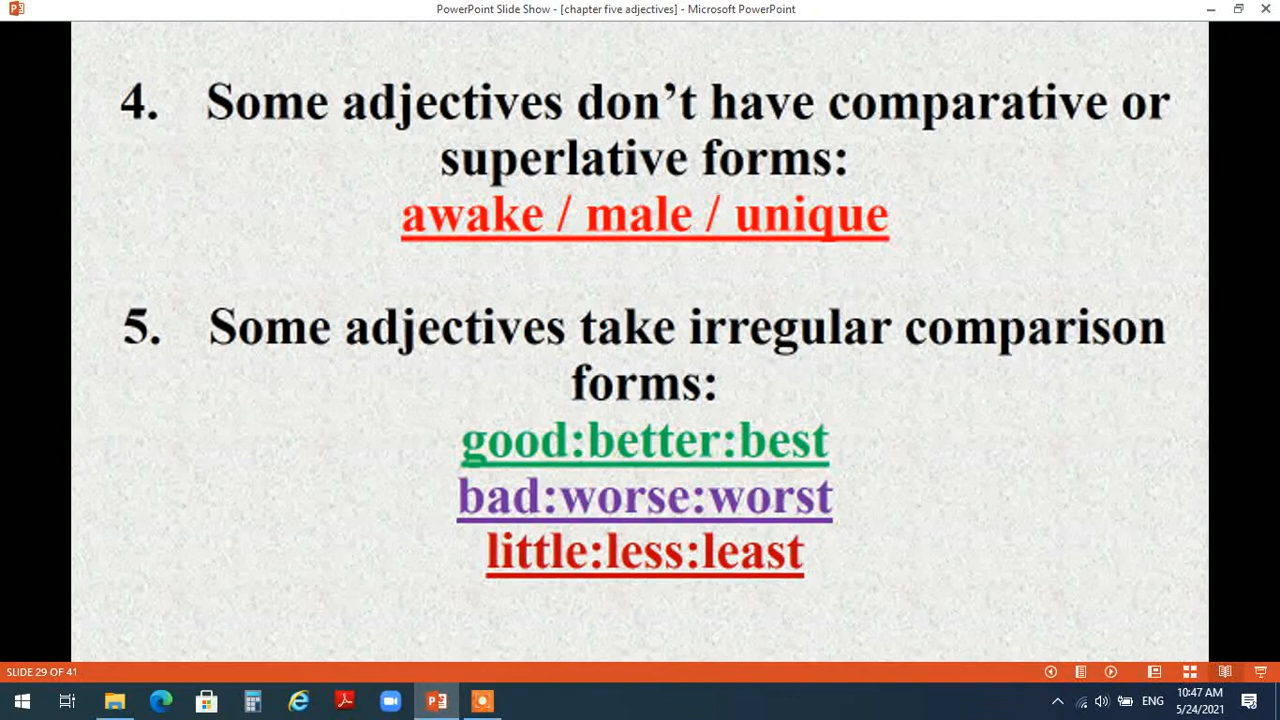 PowerPoint Slide Show - [chapter five adjectives] - Microsoft PowerPoint
4. Some adjectives don’t have comparative or
superlative forms:
awake / male / unique
5. Some adjectives take irregular comparison
forms:
good:better:best
bad:worse:worst
little:less:least
SLIDE 29 OF 41
ENG
10:47 AM
5/24/2021